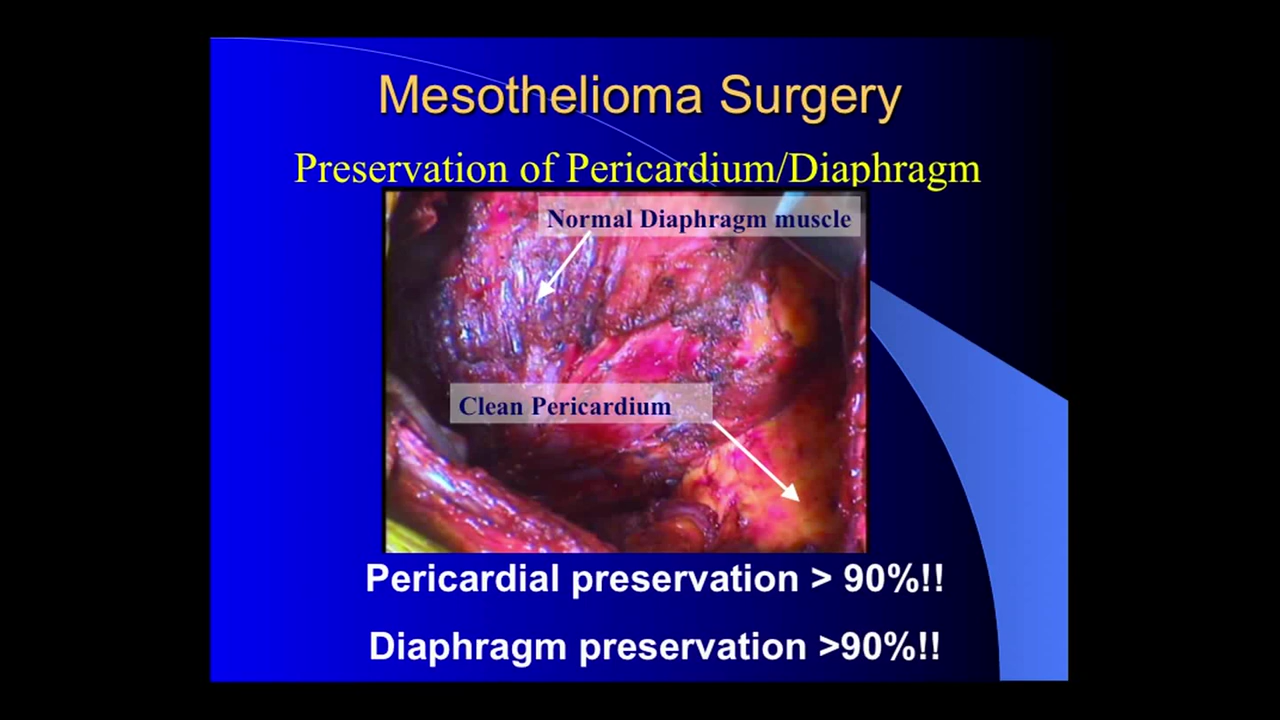 Mesothelioma Surgery
Preservation of Pericardium/Diaphragm
Normal Diaphragm muscle
Clean Pericardium
Pericardial preservation > 90%!!
Diaphragm preservation >90%!!